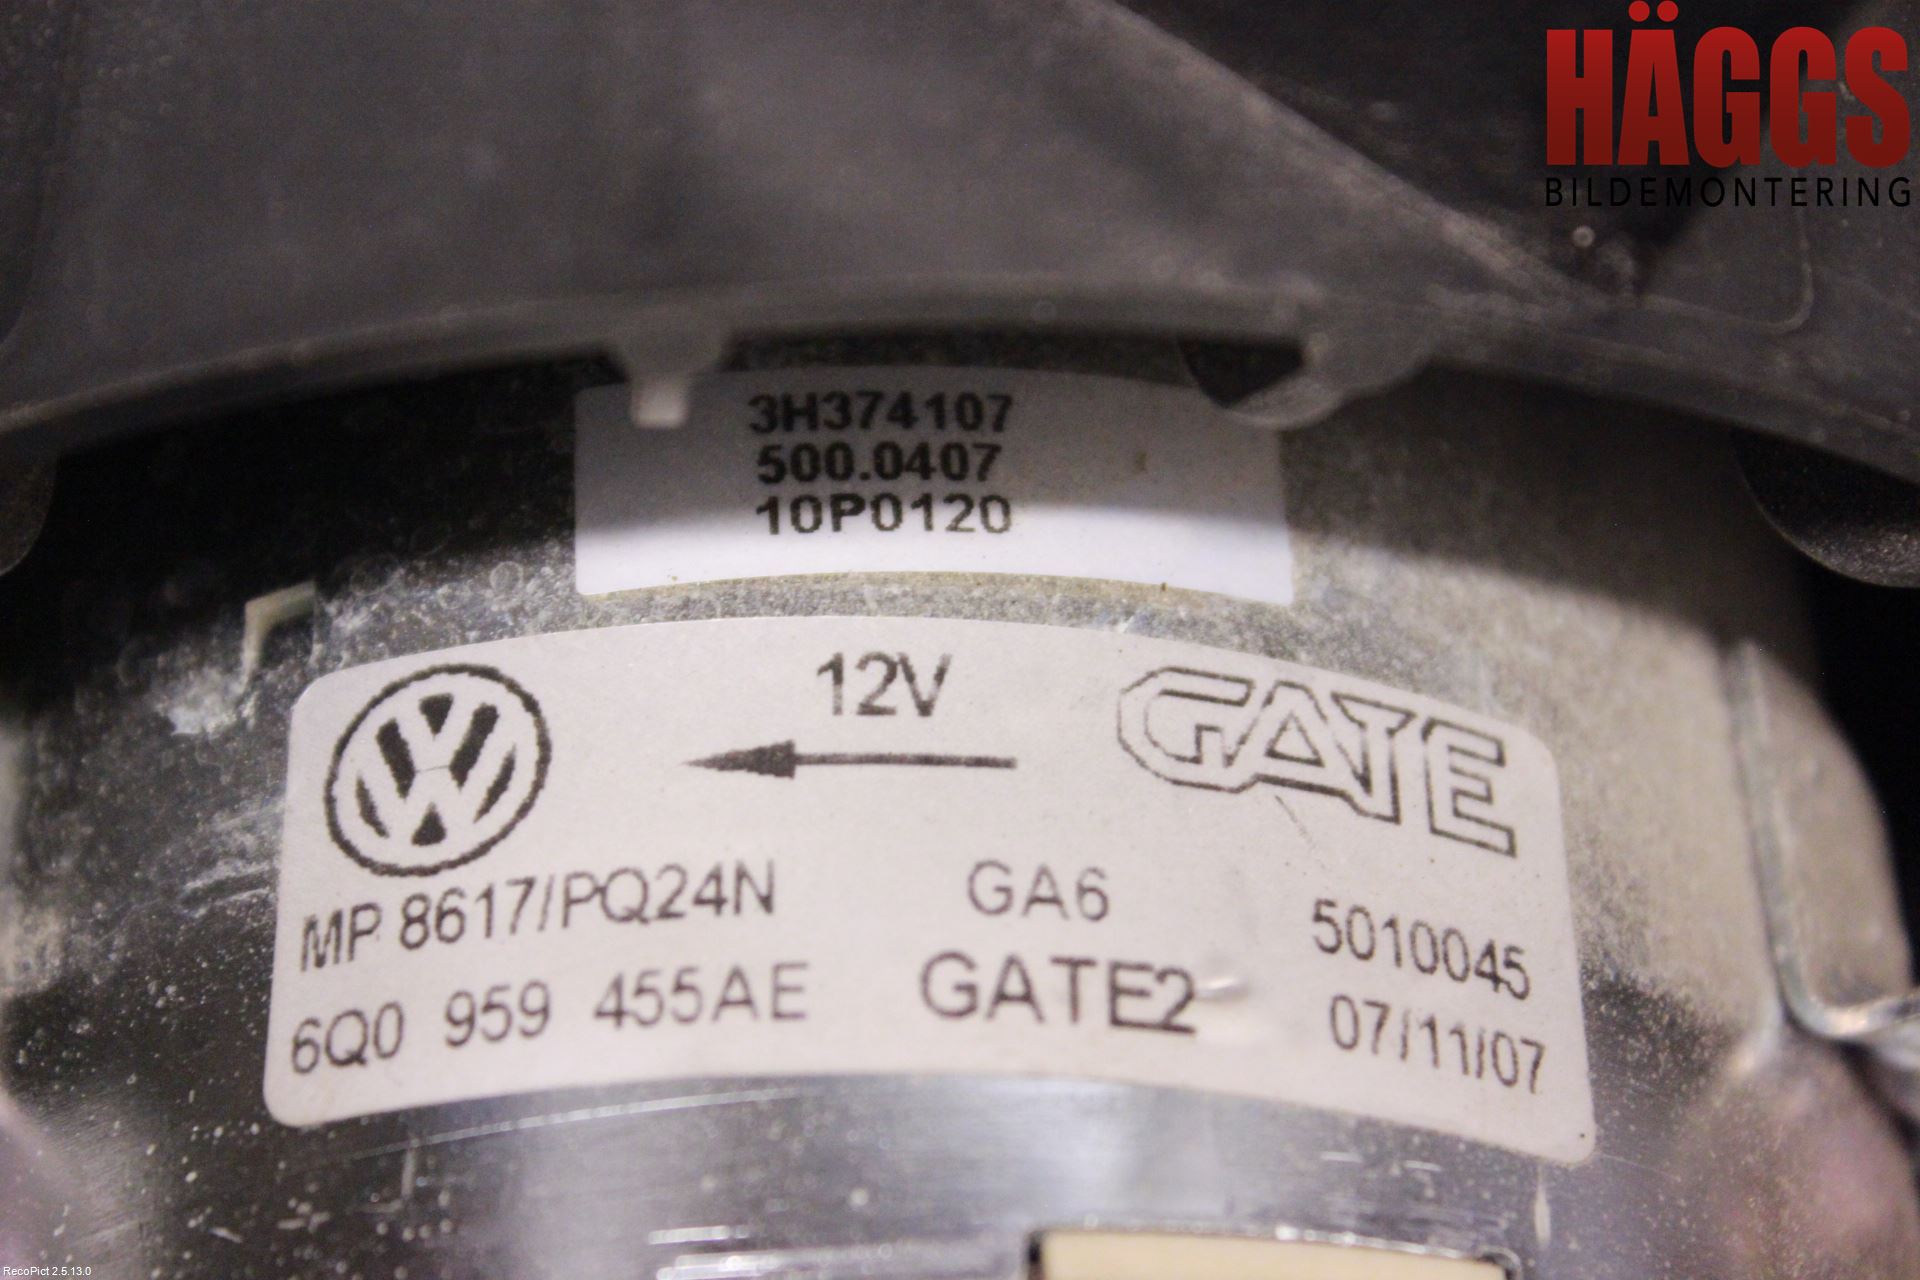 HÄGGS
BILDEMONTERING
3H374107
500.0407
10P0120
12V
GATE
MP 8617/PQ24N GA6 5010045
6Q0 959 455AE GATE2 07/11/07
RecoPict 2.5.13.0